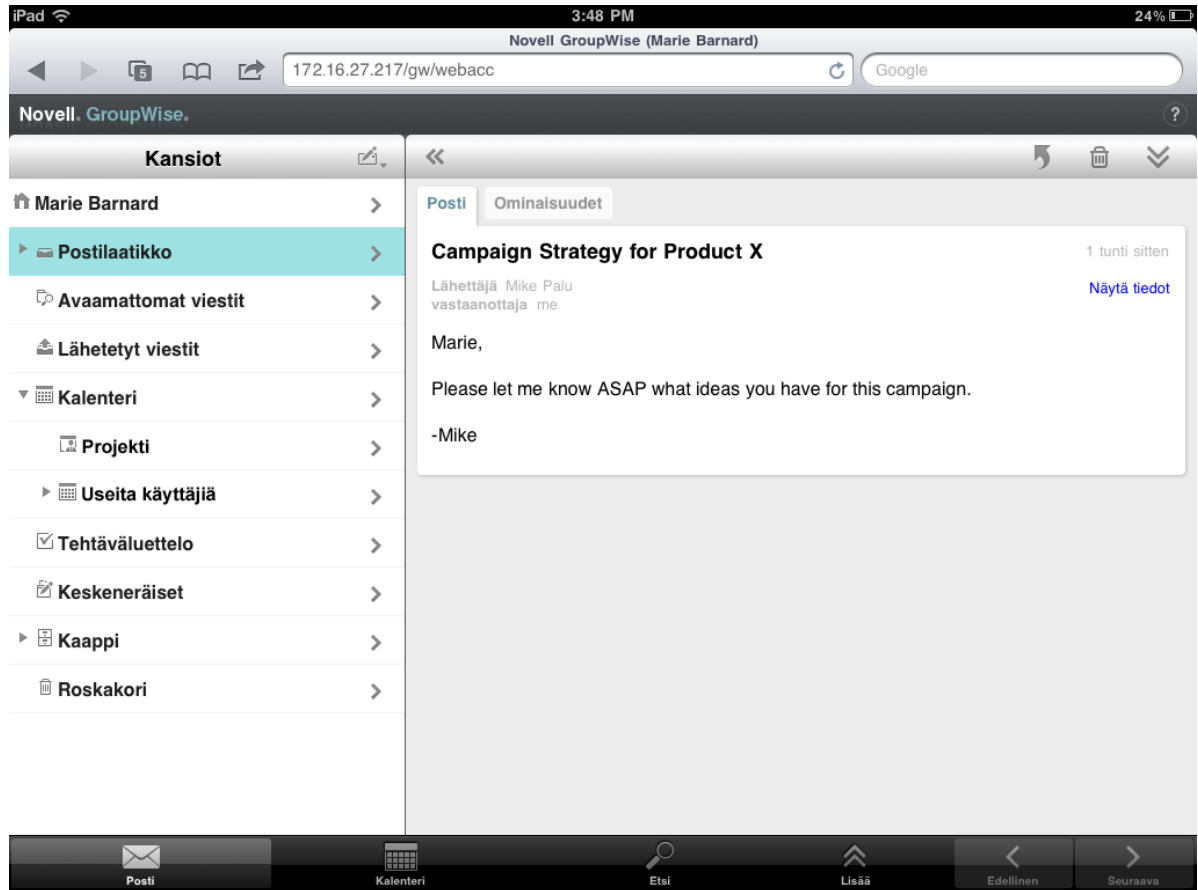 iPad 3:48 PM 24%
Novell GroupWise (Marie Barnard)
5 172.16.27.217/gw/webacc Google
Novell. GroupWise. ?
Kansiot
Marie Barnard
Postilaatikko
Avaamattomat viestit
Lähetetyt viestit
Kalenteri
Projekti
Useita käyttäjiä
Tehtäväluettelo
Keskeneräiset
Kaappi
Roskakori
Posti Ominaisuudet
Campaign Strategy for Product X 1 tunti sitten
Lähettäjä Mike Palu Näytä tiedot
vastaanottaja me
Marie,
Please let me know ASAP what ideas you have for this campaign.
-Mike
Posti Kalenteri Etsi Lisää Edellinen Seuraava